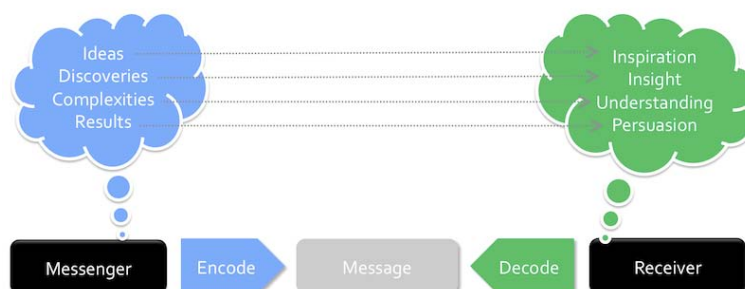 Ideas
Discoveries
Complexities
Results
Inspiration
Insight
Understanding
Persuasion
Messenger
Encode
Message
Decode
Receiver